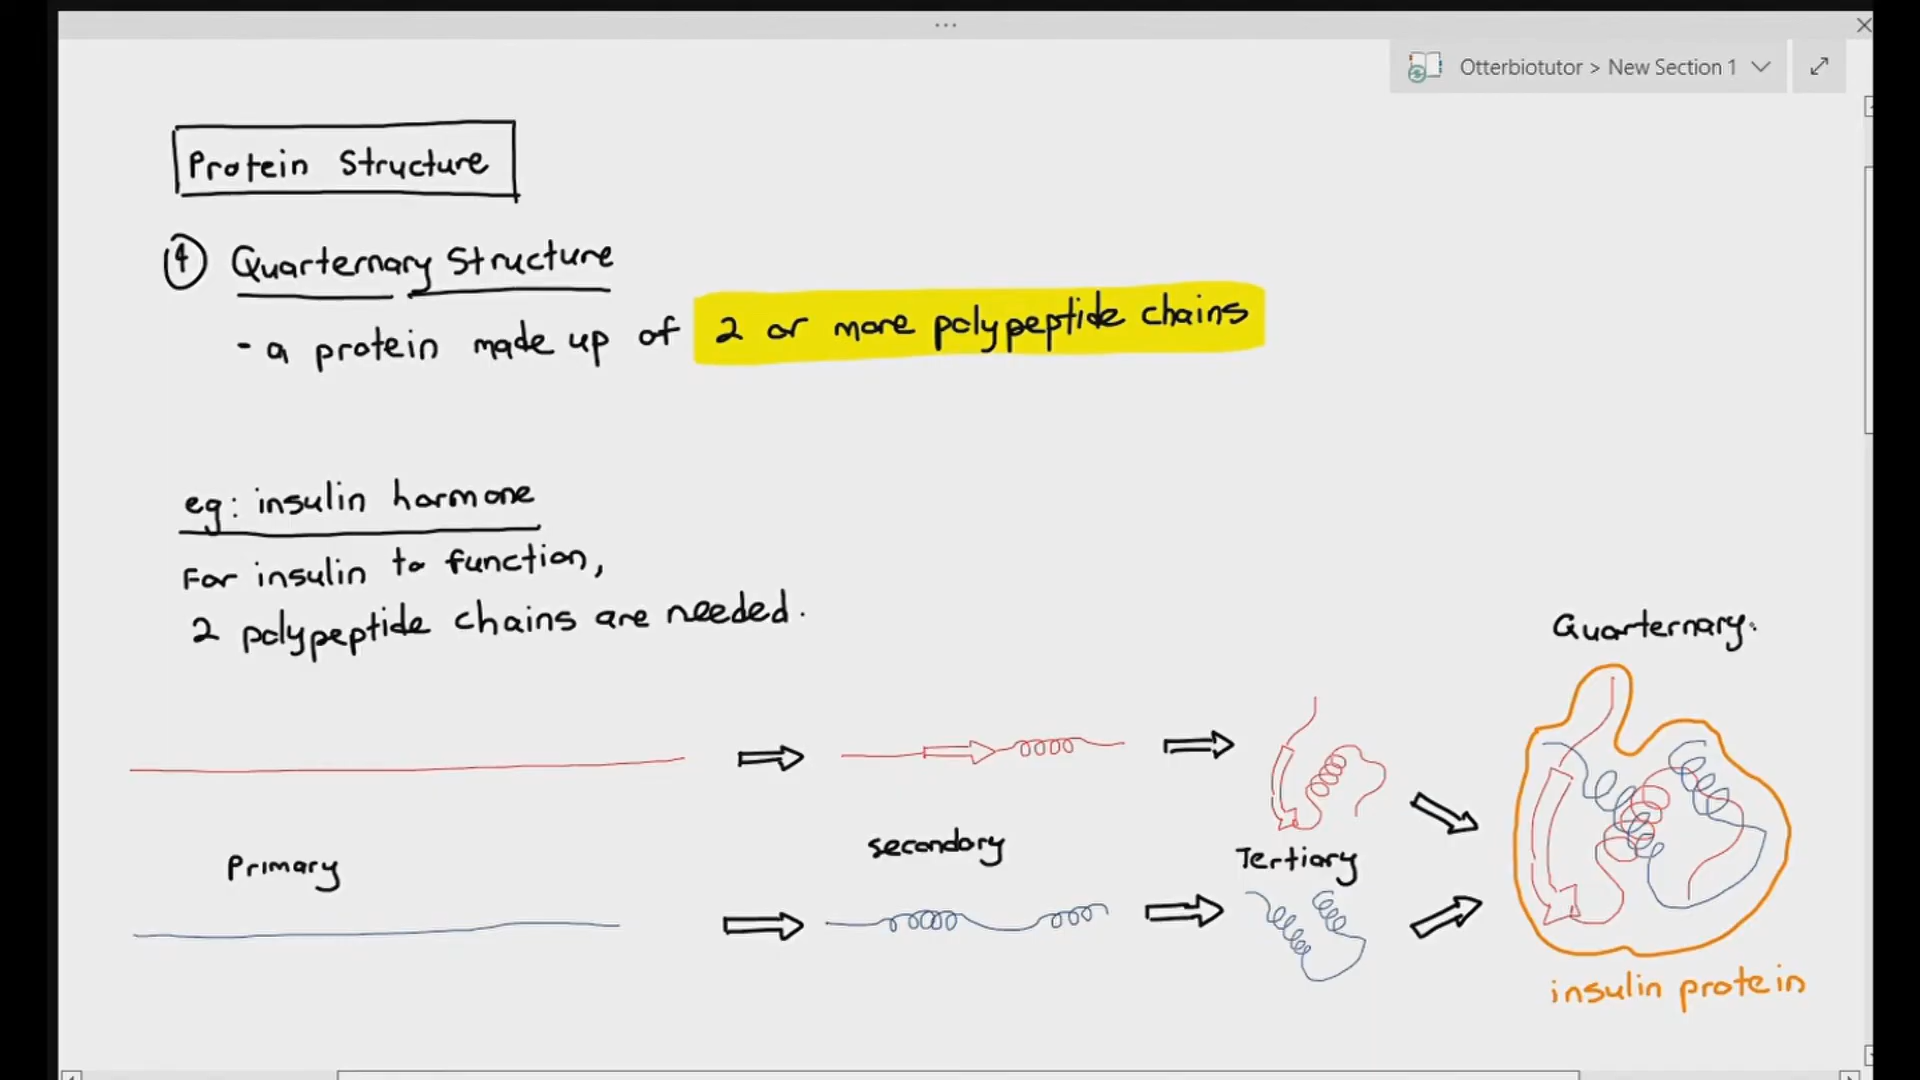 Otterbiotutor > New Section 1
Protein Structure
4 Quarternary Structure
- a protein made up of 2 or more polypeptide chains
eg: insulin hormone
For insulin to function,
2 polypeptide chains are needed.
Quarternary.
Primary
secondary
Tertiary
insulin protein